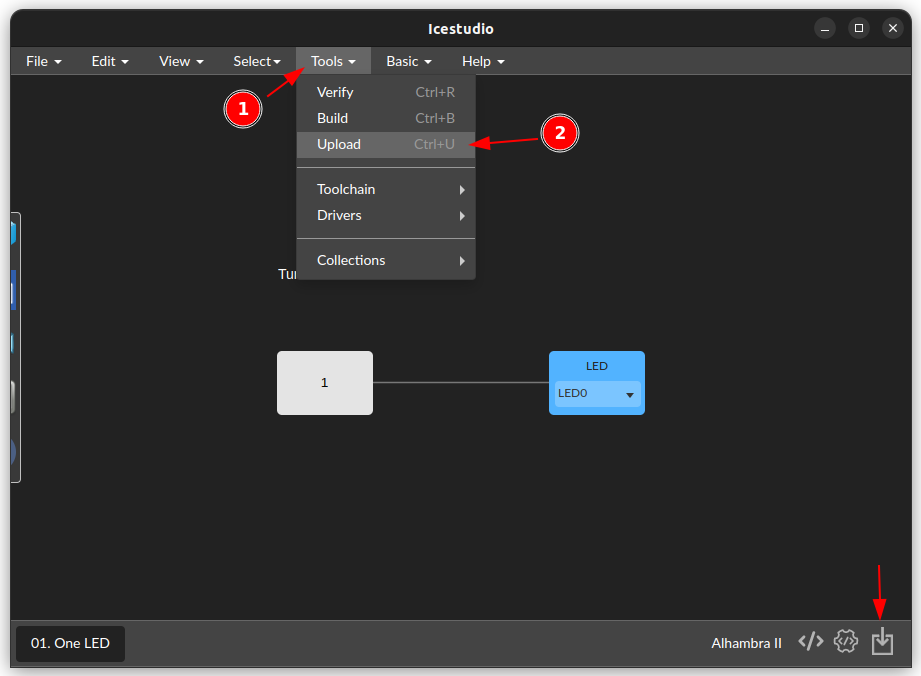 Icestudio
File Edit View Select Tools Basic Help
1
Verify Ctrl+R
Build Ctrl+B
Upload Ctrl+U
2
Toolchain
Drivers
Collections
1
LED
LED0
01. One LED
Alhambra II </>